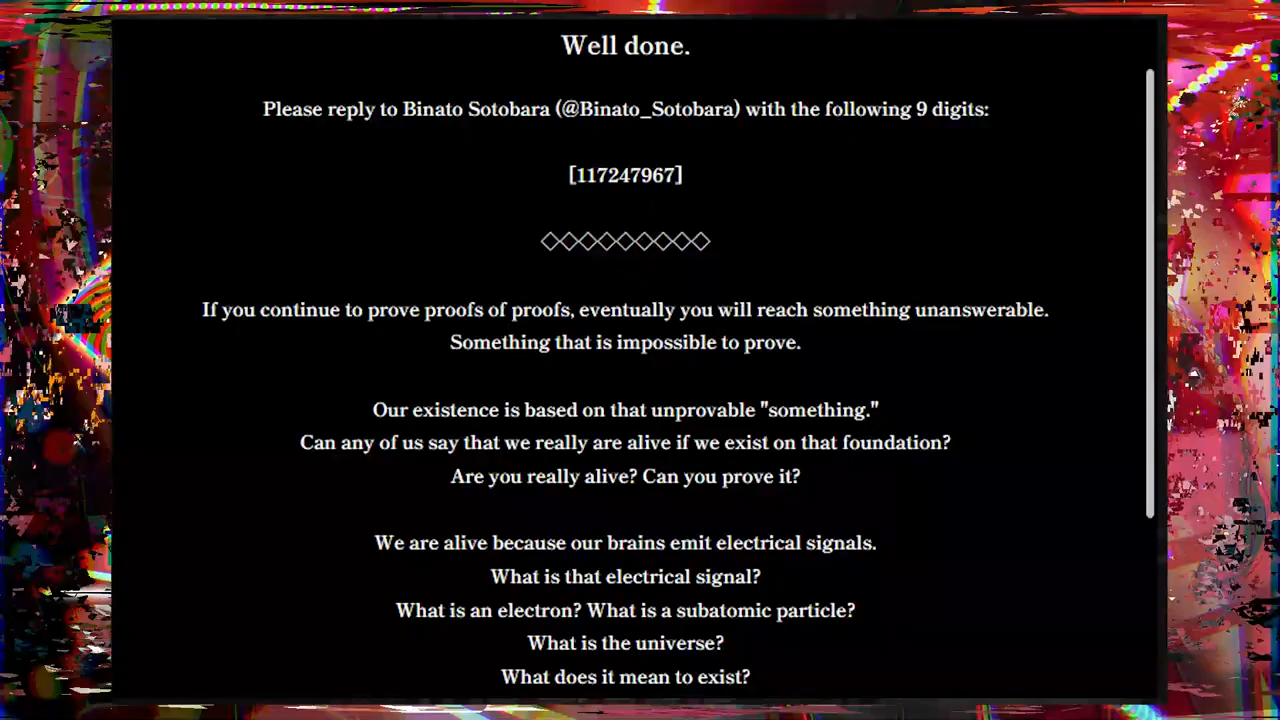 Well done.
Please reply to Binato Sotobara (@Binato_Sotobara) with the following 9 digits:
[117247967]
◇◇◇◇◇◇◇◇◇
If you continue to prove proofs of proofs, eventually you will reach something unanswerable.
Something that is impossible to prove.
Our existence is based on that unprovable "something."
Can any of us say that we really are alive if we exist on that foundation?
Are you really alive? Can you prove it?
We are alive because our brains emit electrical signals.
What is that electrical signal?
What is an electron? What is a subatomic particle?
What is the universe?
What does it mean to exist?